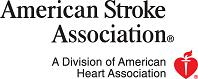 American Stroke
Association®
A Division of American
Heart Association